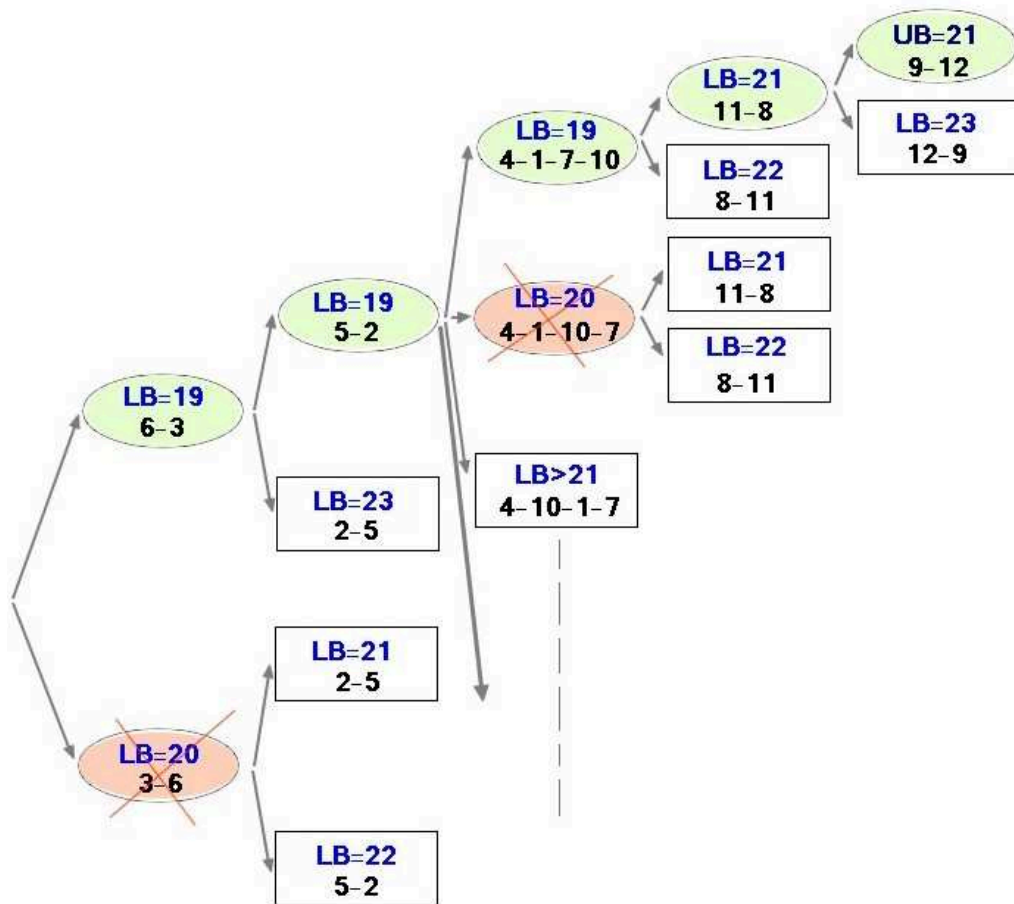 UB=21
9-12
LB=21
11-8
LB=23
12-9
LB=19
4-1-7-10
LB=22
8-11
LB=21
11-8
LB=19
5-2
LB=20
4-1-10-7
LB=22
8-11
LB=19
6-3
LB>21
4-10-1-7
LB=23
2-5
LB=21
2-5
LB=20
3-6
LB=22
5-2